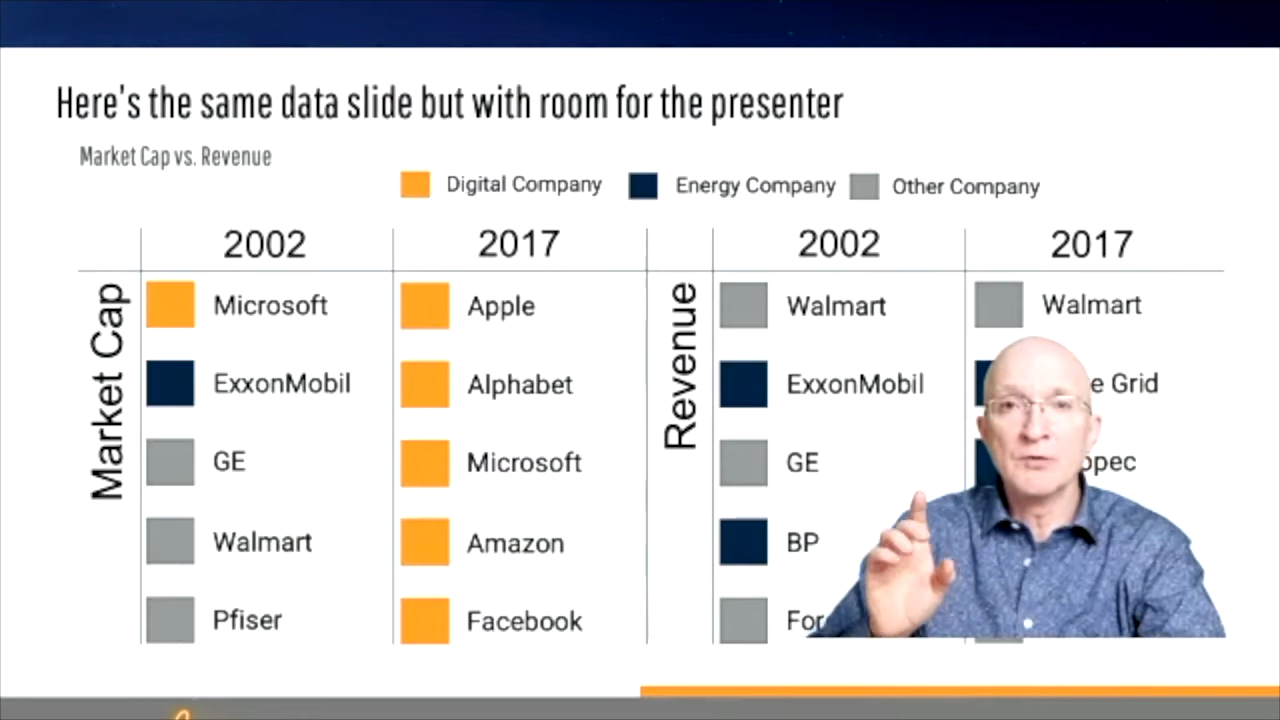 Here's the same data slide but with room for the presenter
Market Cap vs. Revenue
Digital Company
Energy Company
Other Company
Market Cap
2002
Microsoft
ExxonMobil
GE
Walmart
Pfiser
2017
Apple
Alphabet
Microsoft
Amazon
Facebook
Revenue
2002
Walmart
ExxonMobil
GE
BP
2017
Walmart
Grid